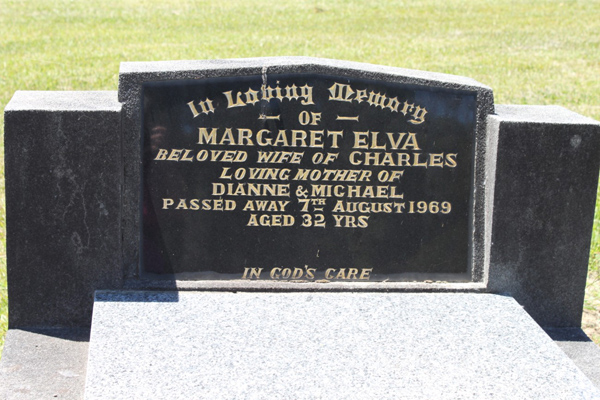 In Loving Memory
— OF —
MARGARET ELVA
BELOVED WIFE OF CHARLES
LOVING MOTHER OF
DIANNE & MICHAEL
PASSED AWAY 7TH AUGUST 1969
AGED 32 YRS
IN GOD'S CARE